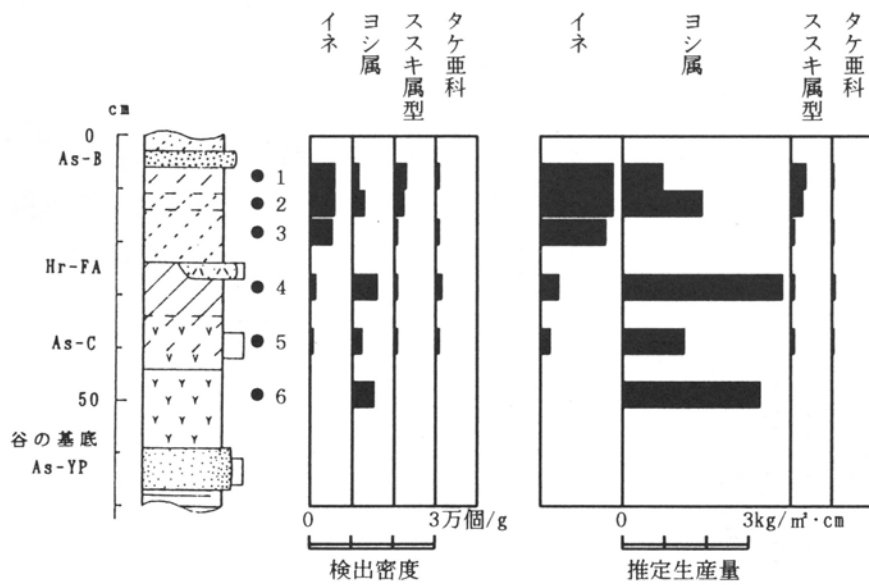 イネ
ヨシ属
ススキ属型
タケ亜科
イネ
ヨシ属
ススキ属型
タケ亜科
cm
0
As-B
1
2
3
Hr-FA
4
As-C
5
50
6
谷の基底
As-YP
0 3万個/g
検出密度
0 3kg/㎡·cm
推定生産量